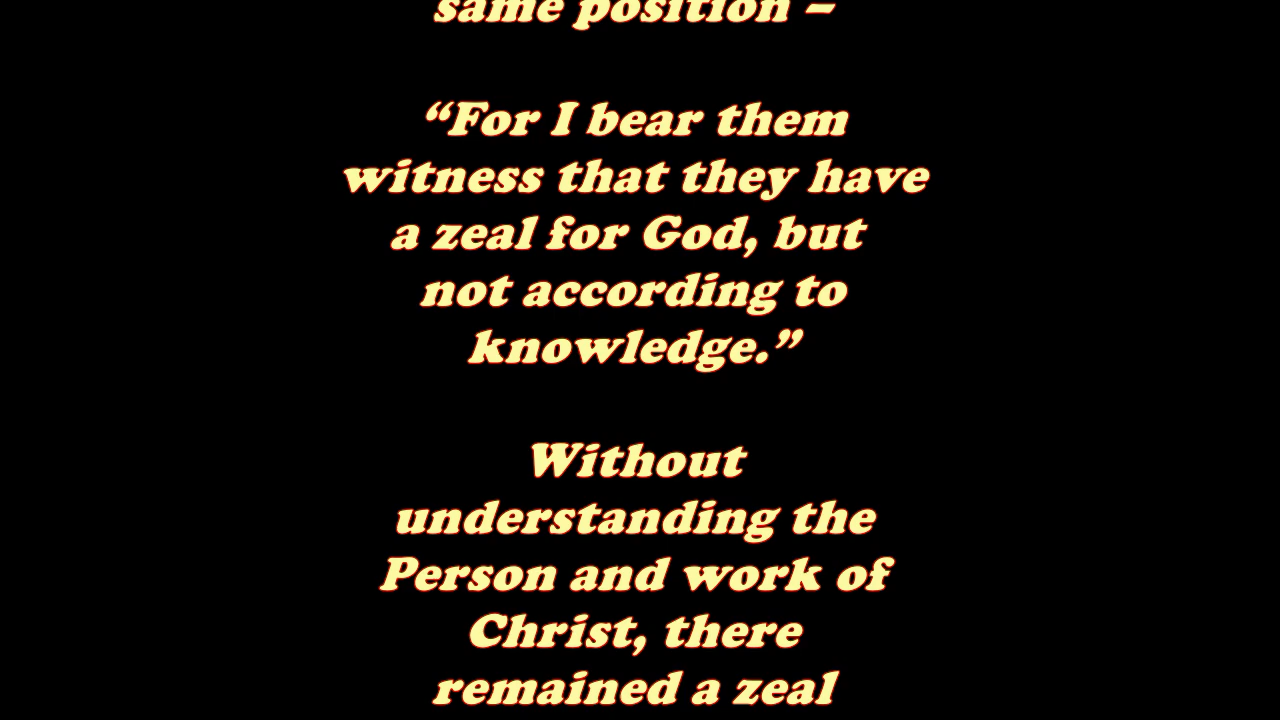 same position –
“For I bear them
witness that they have
a zeal for God, but
not according to
knowledge.”
Without
understanding the
Person and work of
Christ, there
remained a zeal